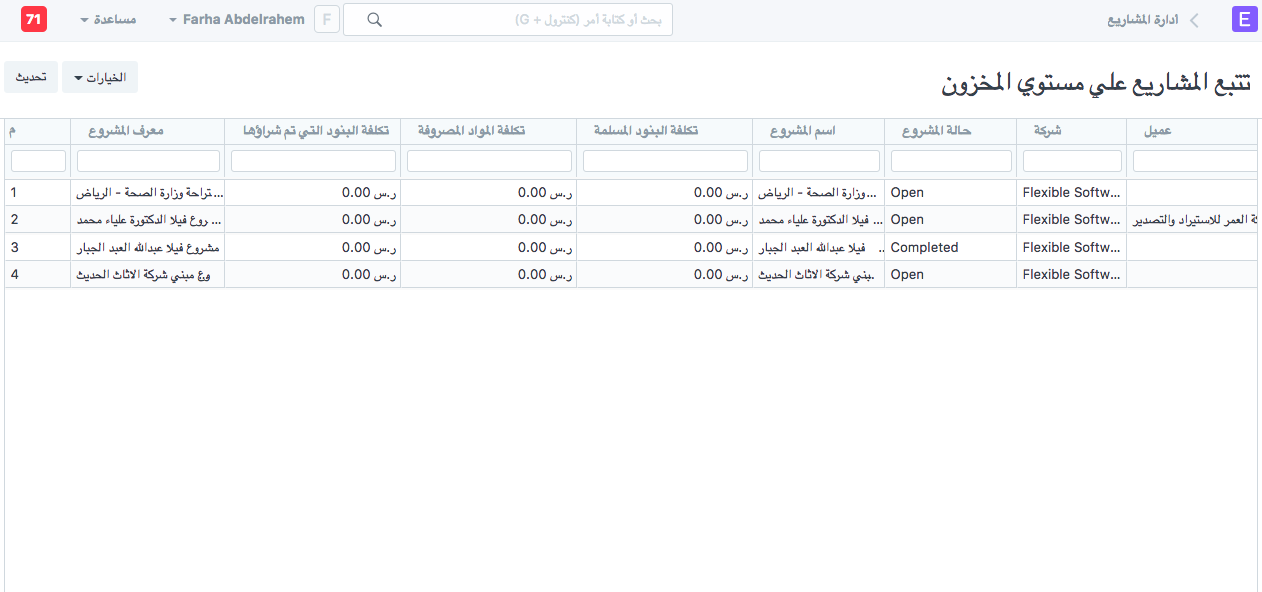 E
ادارة المشاريع
بحث أو كتابة أمر (كنترول + G)
F
Farha Abdelrahem
مساعدة
71
تتبع المشاريع علي مستوي المخزون
الخيارات
تحديث
م معرف المشروع تكلفة البنود التي تم شراؤها تكلفة المواد المصروفة تكلفة البنود المسلمة اسم المشروع حالة المشروع شركة عميل
1 ...تراحة وزارة الصحة - الرياض ر.س 0.00 ر.س 0.00 ر.س 0.00 ...وزارة الصحة - الرياض Open Flexible Softw...
2 ...روع فيلا الدكتورة علياء محمد ر.س 0.00 ر.س 0.00 ر.س 0.00 ... فيلا الدكتورة علياء محمد Open Flexible Softw... العمر للاستيراد والتصدير
3 مشروع فيلا عبدالله العبد الجبار ر.س 0.00 ر.س 0.00 ر.س 0.00 .. فيلا عبدالله العبد الجبار Completed Flexible Softw...
4 مبني شركة الاثاث الحديث ر.س 0.00 ر.س 0.00 ر.س 0.00 شركة الاثاث الحديث Open Flexible Softw...